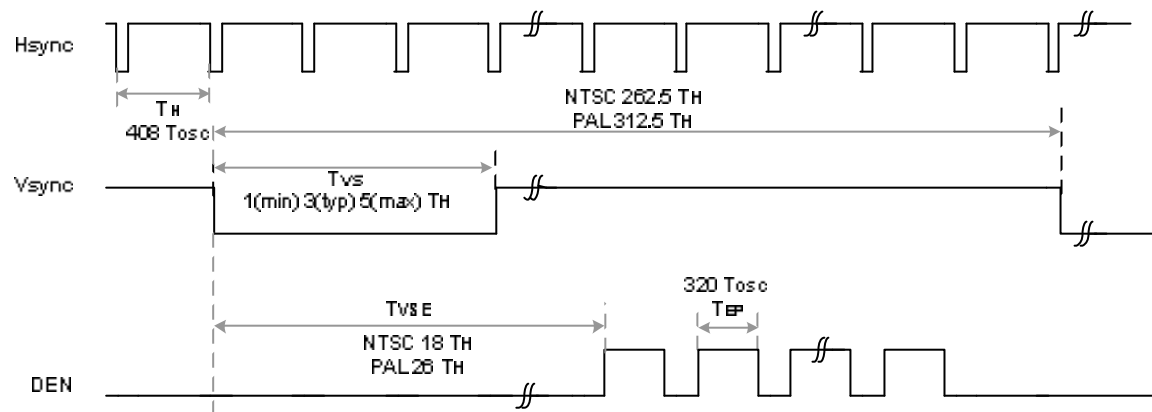 Hsync
TH
408 Tosc
NTSC 262.5 TH
PAL 312.5 TH
Vsync
TVS
1(min) 3(typ) 5(max) TH
TVSE
NTSC 18 TH
PAL 26 TH
320 Tosc
TEP
DEN